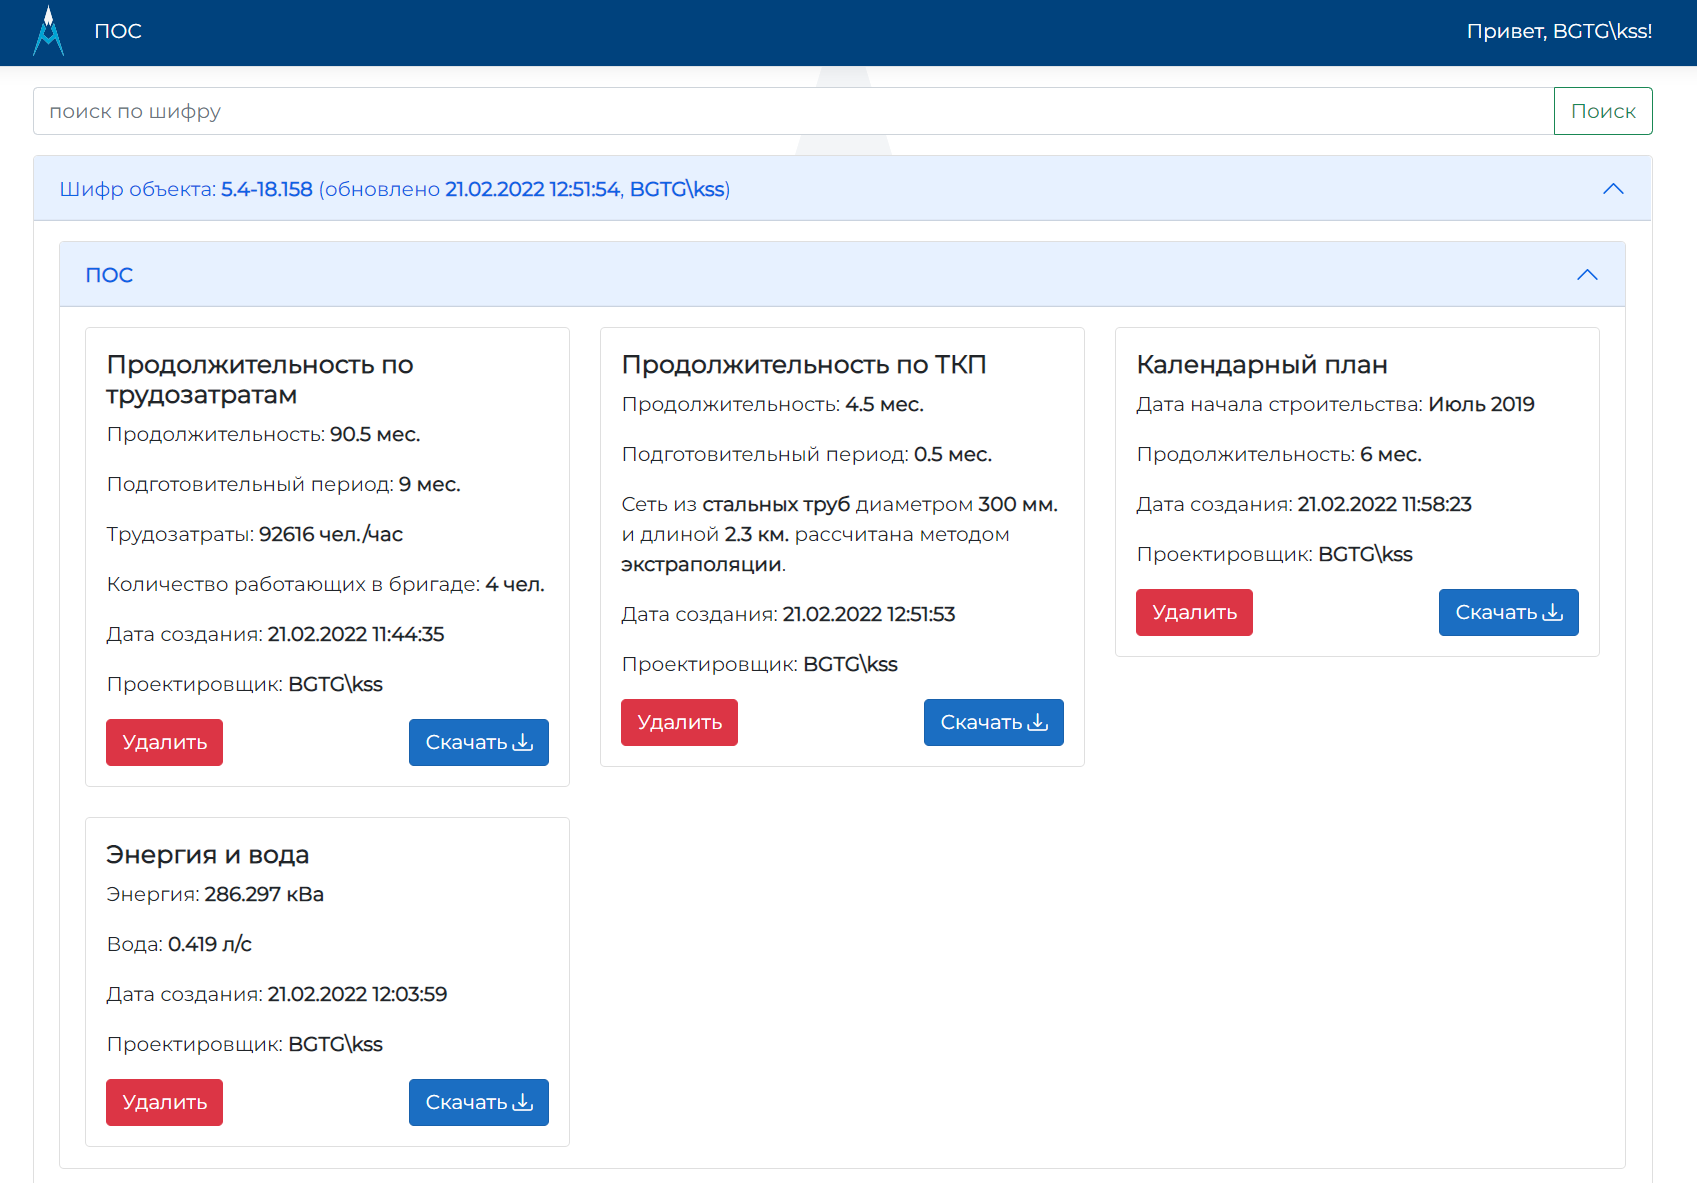 ПОС
Привет, BGTG\kss!
поиск по шифру
Поиск
Шифр объекта: 5.4-18.158 (обновлено 21.02.2022 12:51:54, BGTG\kss)
ПОС
Продолжительность по
трудозатратам
Продолжительность: 90.5 мес.
Подготовительный период: 9 мес.
Трудозатраты: 92616 чел./час
Количество работающих в бригаде: 4 чел.
Дата создания: 21.02.2022 11:44:35
Проектировщик: BGTG\kss
Удалить
Скачать
Продолжительность по ТКП
Продолжительность: 4.5 мес.
Подготовительный период: 0.5 мес.
Сеть из стальных труб диаметром 300 мм.
и длиной 2.3 км. рассчитана методом
экстраполяции.
Дата создания: 21.02.2022 12:51:53
Проектировщик: BGTG\kss
Удалить
Скачать
Календарный план
Дата начала строительства: Июль 2019
Продолжительность: 6 мес.
Дата создания: 21.02.2022 11:58:23
Проектировщик: BGTG\kss
Удалить
Скачать
Энергия и вода
Энергия: 286.297 кВа
Вода: 0.419 л/с
Дата создания: 21.02.2022 12:03:59
Проектировщик: BGTG\kss
Удалить
Скачать